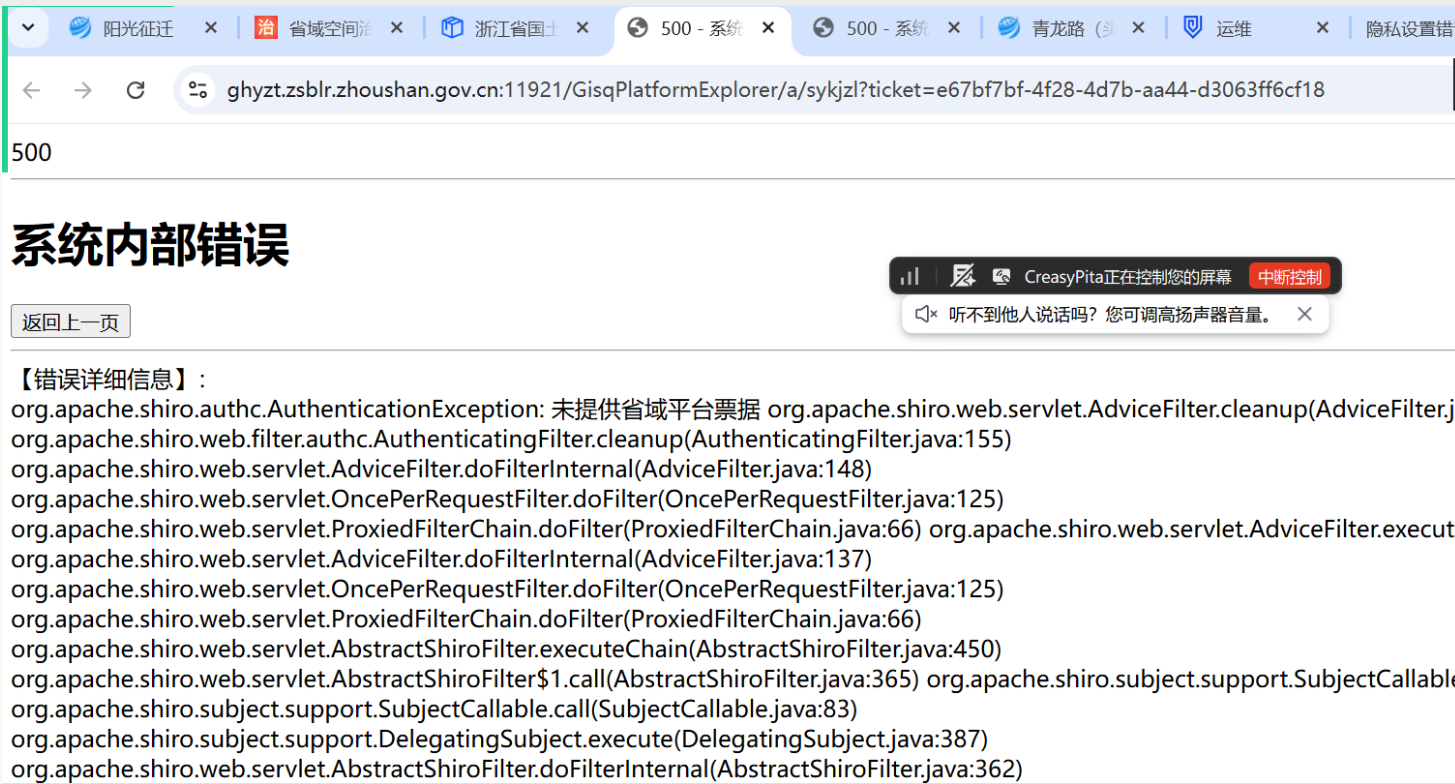 阳光征迁
治 省域空间治
浙江省国土
500 - 系统
500 - 系统
青龙路（头
运维
隐私设置错
ghyzt.zsblr.zhoushan.gov.cn:11921/GisqPlatformExplorer/a/sykjzl?ticket=e67bf7bf-4f28-4d7b-aa44-d3063ff6cf18
500
系统内部错误
CreasyPita正在控制您的屏幕 中断控制
听不到他人说话吗？您可调高扬声器音量。
返回上一页
【错误详细信息】:
org.apache.shiro.authc.AuthenticationException: 未提供省域平台票据 org.apache.shiro.web.servlet.AdviceFilter.cleanup(AdviceFilter.j
org.apache.shiro.web.filter.authc.AuthenticatingFilter.cleanup(AuthenticatingFilter.java:155)
org.apache.shiro.web.servlet.AdviceFilter.doFilterInternal(AdviceFilter.java:148)
org.apache.shiro.web.servlet.OncePerRequestFilter.doFilter(OncePerRequestFilter.java:125)
org.apache.shiro.web.servlet.ProxiedFilterChain.doFilter(ProxiedFilterChain.java:66) org.apache.shiro.web.servlet.AdviceFilter.execut
org.apache.shiro.web.servlet.AdviceFilter.doFilterInternal(AdviceFilter.java:137)
org.apache.shiro.web.servlet.OncePerRequestFilter.doFilter(OncePerRequestFilter.java:125)
org.apache.shiro.web.servlet.ProxiedFilterChain.doFilter(ProxiedFilterChain.java:66)
org.apache.shiro.web.servlet.AbstractShiroFilter.executeChain(AbstractShiroFilter.java:450)
org.apache.shiro.web.servlet.AbstractShiroFilter$1.call(AbstractShiroFilter.java:365) org.apache.shiro.subject.support.SubjectCallable
org.apache.shiro.subject.support.SubjectCallable.call(SubjectCallable.java:83)
org.apache.shiro.subject.support.DelegatingSubject.execute(DelegatingSubject.java:387)
org.apache.shiro.web.servlet.AbstractShiroFilter.doFilterInternal(AbstractShiroFilter.java:362)